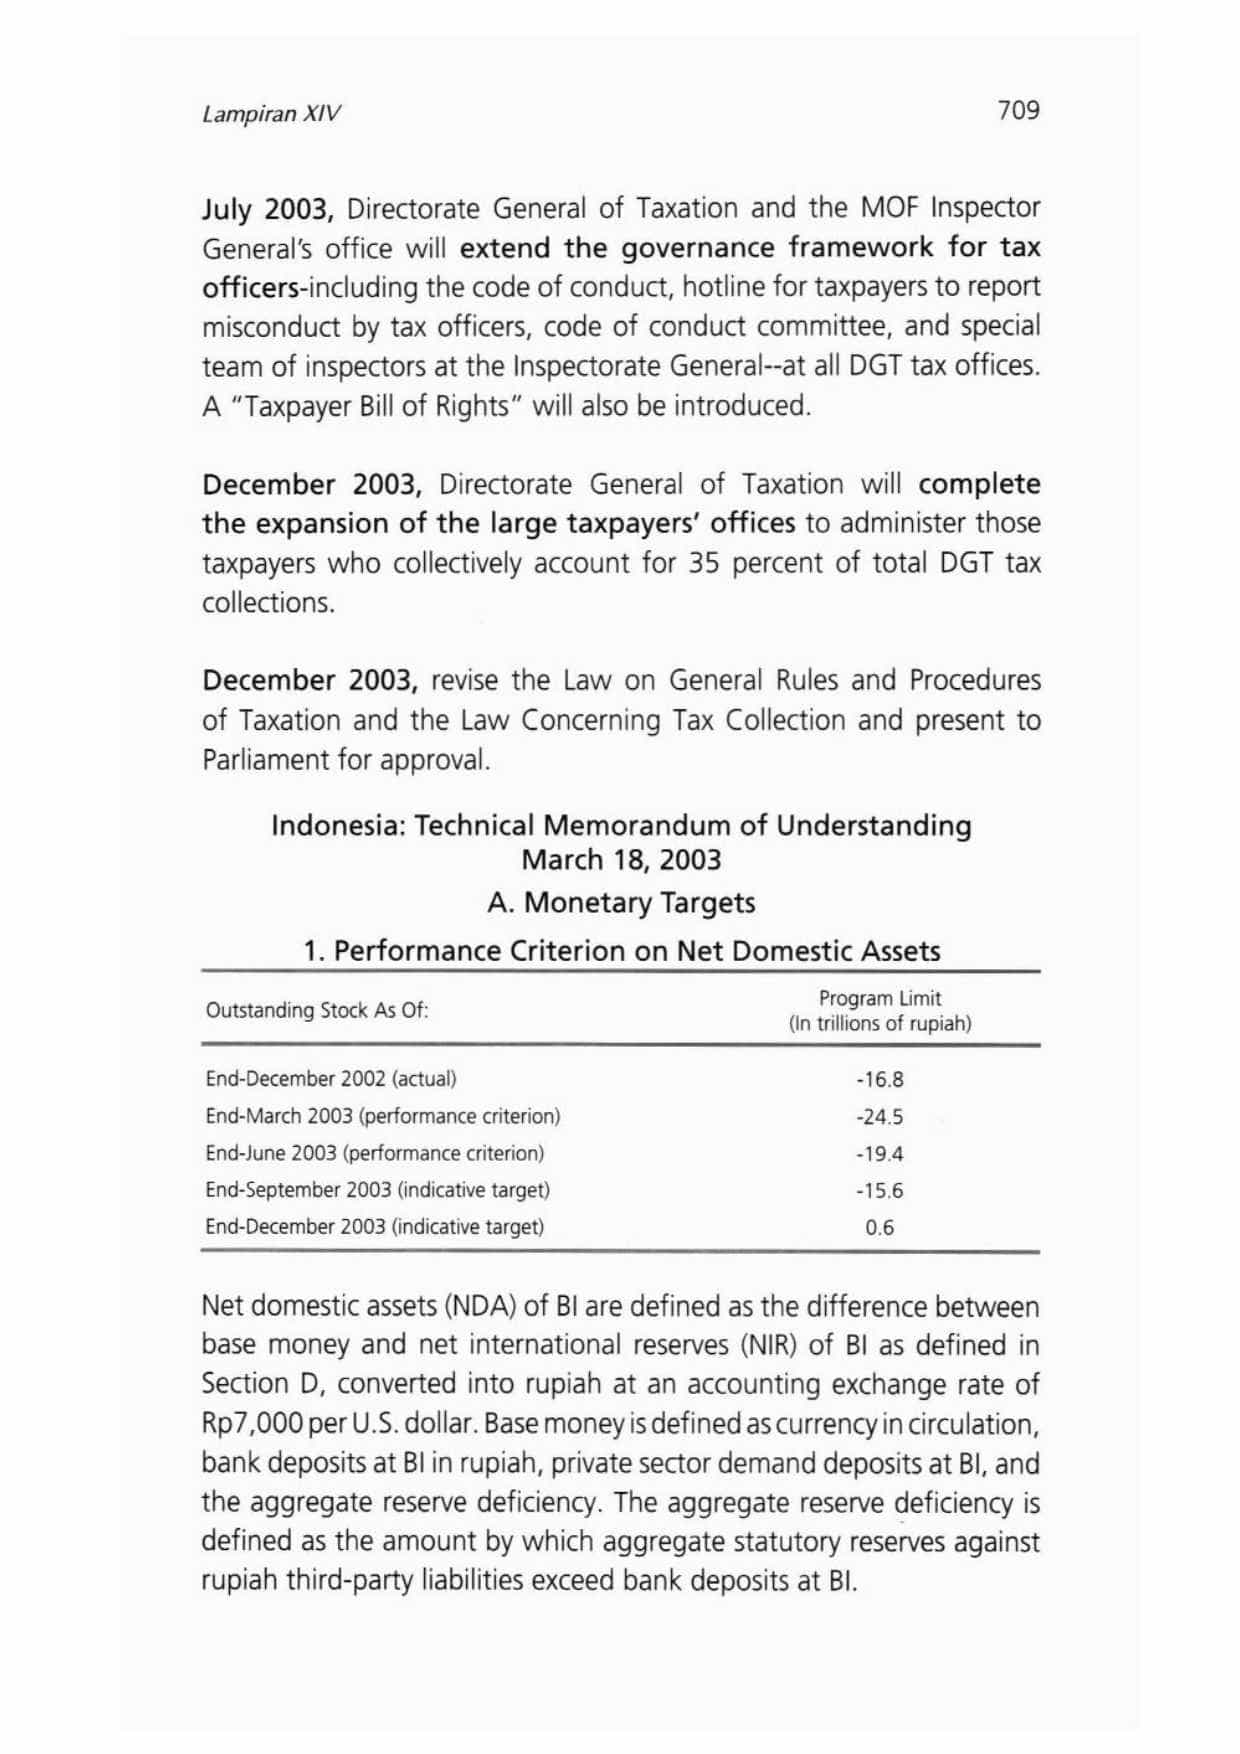 Lampiran XIV 709
July 2003, Directorate General of Taxation and the MOF Inspector
General's office will extend the governance framework for tax
officers-including the code of conduct, hotline for taxpayers to report
misconduct by tax officers, code of conduct committee, and special
team of inspectors at the Inspectorate General--at all DGT tax offices.
A "Taxpayer Bill of Rights" will also be introduced.
December 2003, Directorate General of Taxation will complete
the expansion of the large taxpayers' offices to administer those
taxpayers who collectively account for 35 percent of total DGT tax
collections.
December 2003, revise the Law on General Rules and Procedures
of Taxation and the Law Concerning Tax Collection and present to
Parliament for approval.
Indonesia: Technical Memorandum of Understanding
March 18, 2003
A. Monetary Targets
1. Performance Criterion on Net Domestic Assets
Outstanding Stock As Of: Program Limit
(In trillions of rupiah)
End-December 2002 (actual) -16.8
End-March 2003 (performance criterion) -24.5
End-June 2003 (performance criterion) -19.4
End-September 2003 (indicative target) -15.6
End-December 2003 (indicative target) 0.6
Net domestic assets (NDA) of BI are defined as the difference between
base money and net international reserves (NIR) of BI as defined in
Section D, converted into rupiah at an accounting exchange rate of
Rp7,000 per U.S. dollar. Base money is defined as currency in circulation,
bank deposits at BI in rupiah, private sector demand deposits at BI, and
the aggregate reserve deficiency. The aggregate reserve deficiency is
defined as the amount by which aggregate statutory reserves against
rupiah third-party liabilities exceed bank deposits at BI.